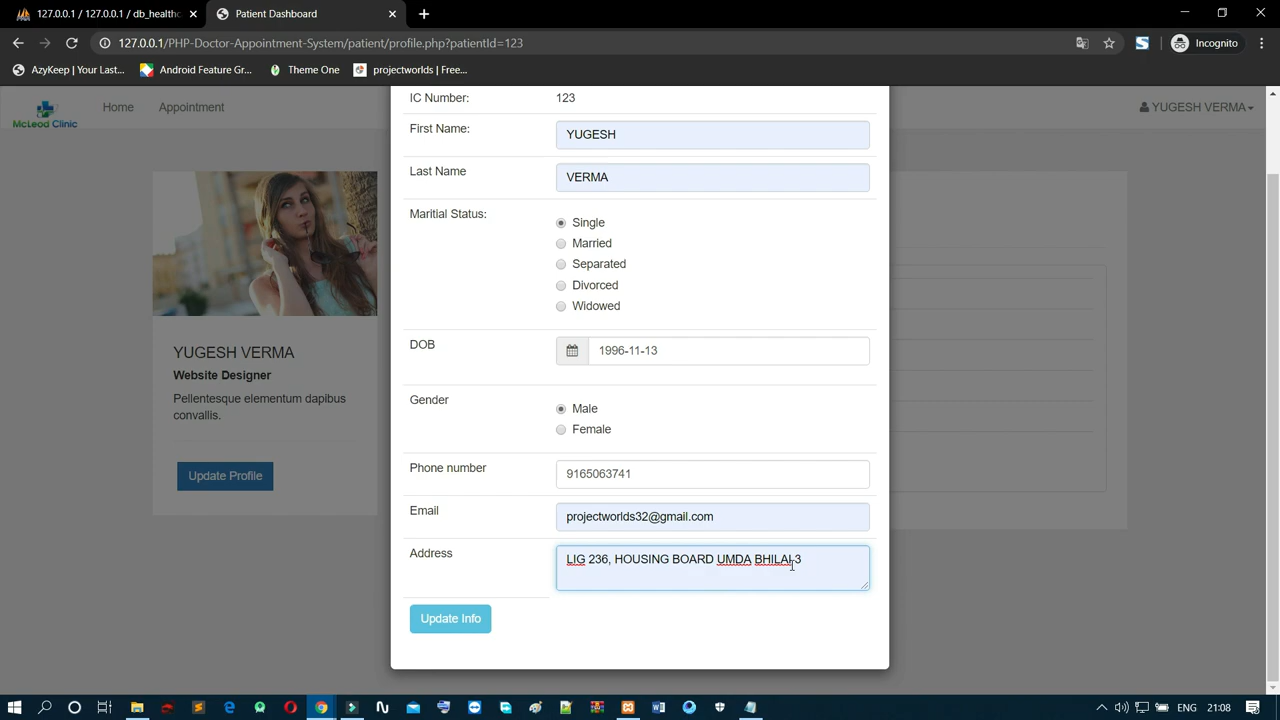 127.0.0.1 / 127.0.0.1 / db_healthc
Patient Dashboard
127.0.0.1/PHP-Doctor-Appointment-System/patient/profile.php?patientId=123
Incognito
AzyKeep | Your Last...
Android Feature Gr...
Theme One
projectworlds | Free...
McLeod Clinic
Home
Appointment
YUGESH VERMA
IC Number:
123
First Name:
YUGESH
Last Name
VERMA
Maritial Status:
Single
Married
Separated
Divorced
Widowed
DOB
1996-11-13
Gender
Male
Female
Phone number
9165063741
Email
projectworlds32@gmail.com
Address
LIG 236, HOUSING BOARD UMDA BHILAI-3
Update Info
YUGESH VERMA
Website Designer
Pellentesque elementum dapibus
convallis.
Update Profile
21:08